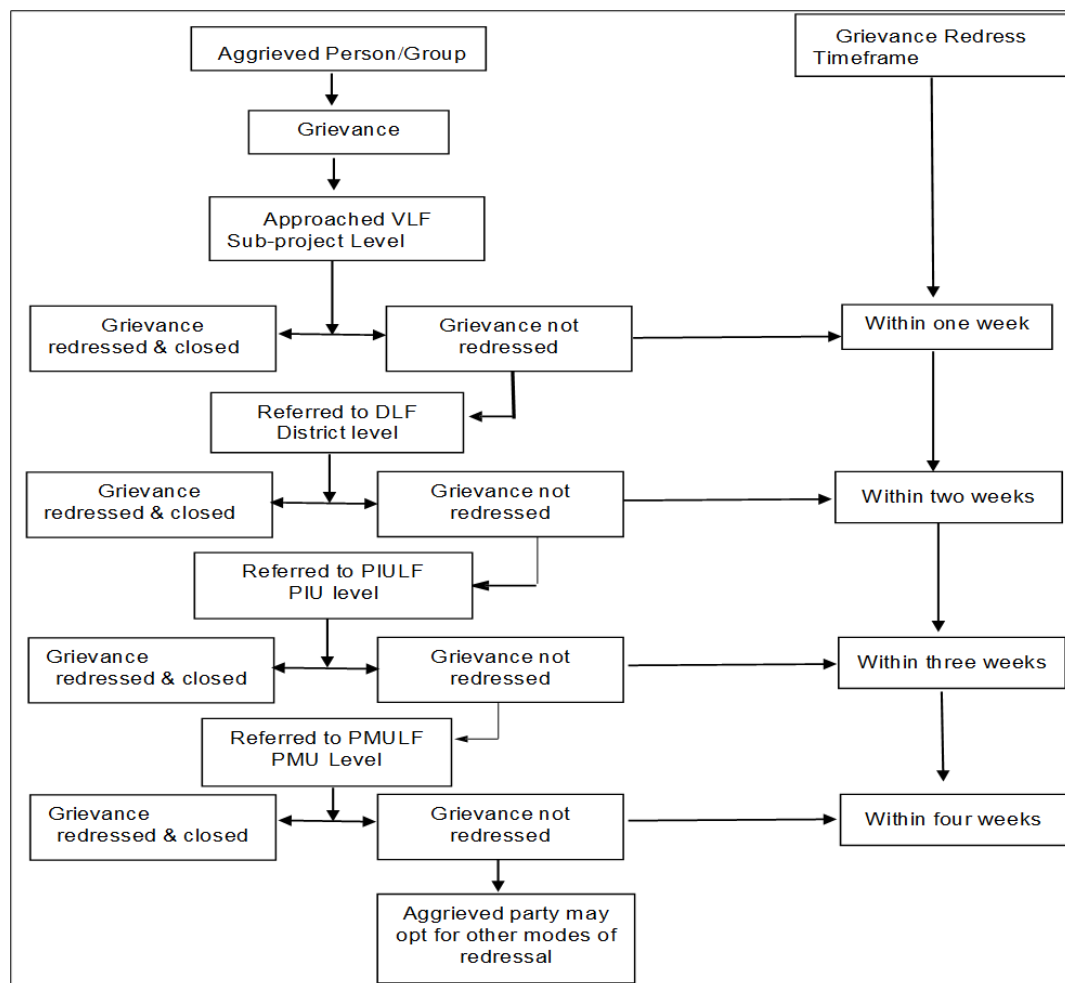 Aggrieved Person/Group
Grievance Redress
Timeframe
Grievance
Approached VLF
Sub-project Level
Grievance
redressed & closed
Grievance not
redressed
Within one week
Referred to DLF
District level
Grievance
redressed & closed
Grievance not
redressed
Within two weeks
Referred to PIULF
PIU level
Grievance
redressed & closed
Grievance not
redressed
Within three weeks
Referred to PMULF
PMU Level
Grievance
redressed & closed
Grievance not
redressed
Within four weeks
Aggrieved party may
opt for other modes of
redressal